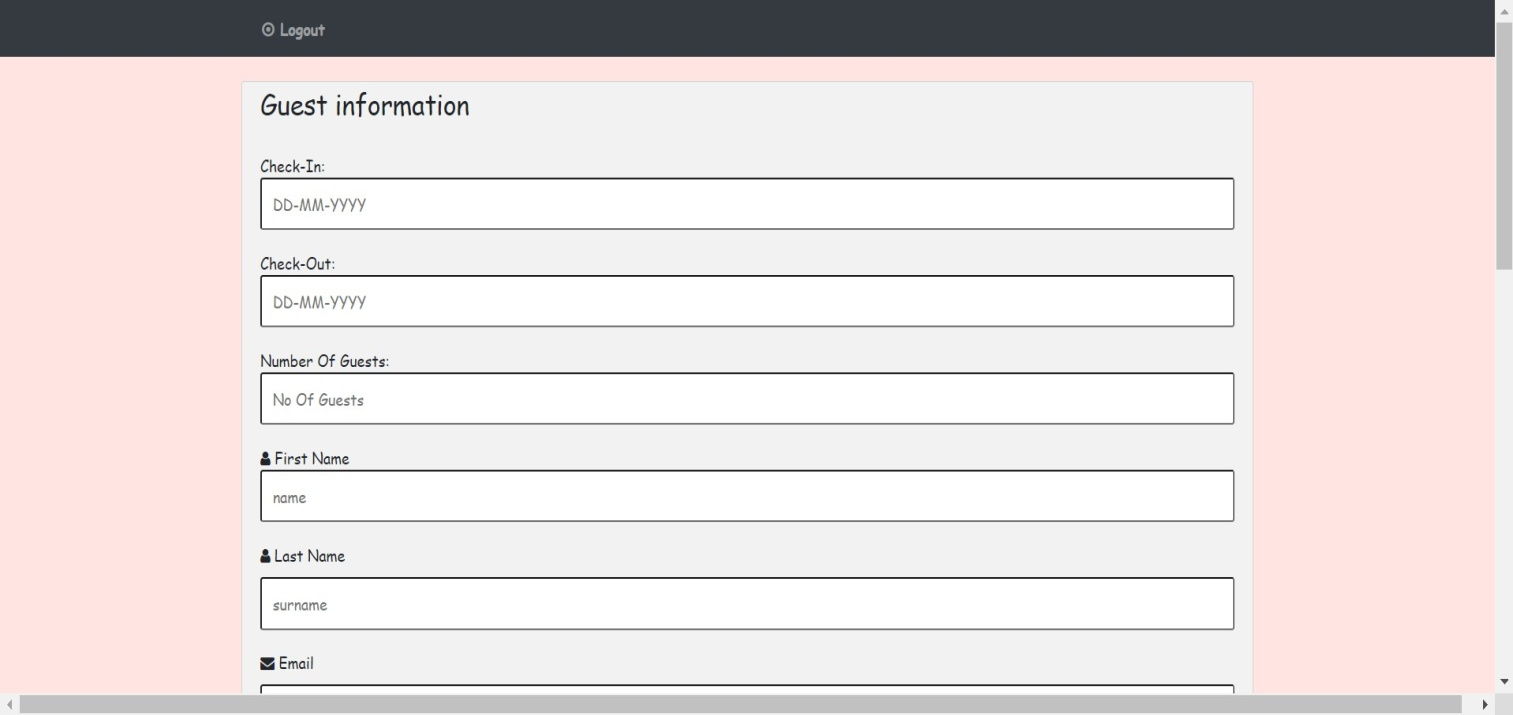 Logout
Guest information
Check-In:
DD-MM-YYYY
Check-Out:
DD-MM-YYYY
Number Of Guests:
No Of Guests
First Name
name
Last Name
surname
Email